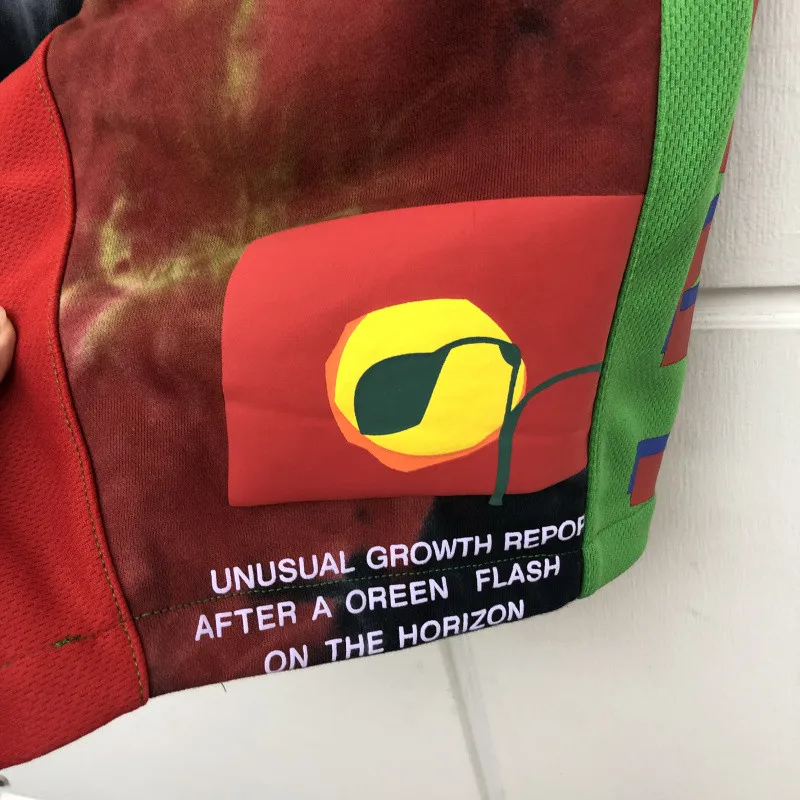 UNUSUAL GROWTH REPOR
AFTER A OREEN FLASH
ON THE HORIZON